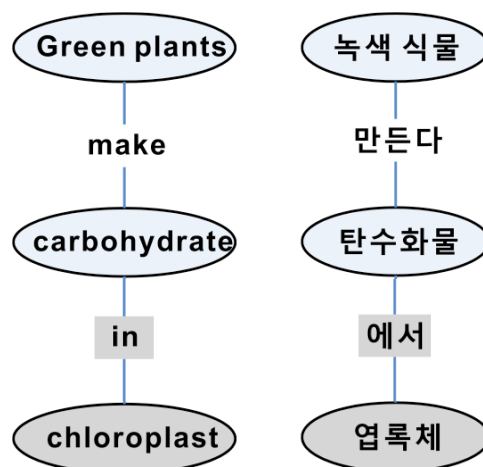 Green plants
make
carbohydrate
in
chloroplast
녹색 식물
만든다
탄수화물
에서
엽록체